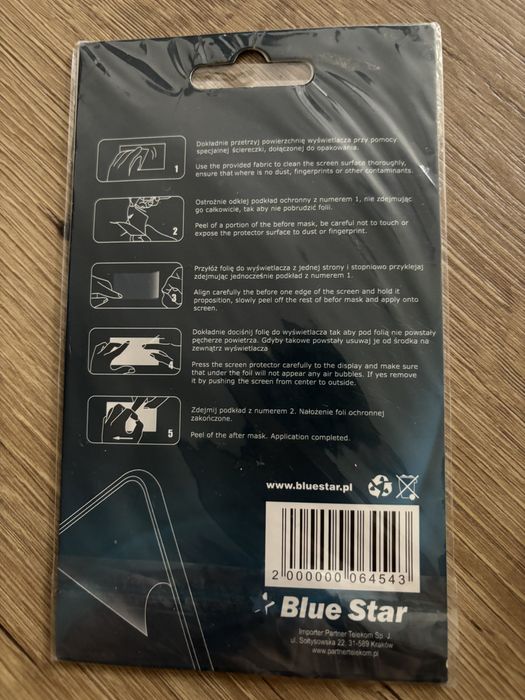 1
Dokładnie przetrzyj powierzchnię wyświetlacza przy pomocy
specjalnej ściereczki, dołączonej do opakowania.
Use the provided fabric to clean the screen surface thoroughly,
ensure that where is no dust, fingerprints or other contaminants.
2
Ostrożnie odklej podkład ochronny z numerem 1, nie zdejmując
go całkowicie, tak aby nie pobrudzić folii.
Peel of a portion of the before mask, be careful not to touch or
expose the protector surface to dust or fingerprint.
3
Przyłóż folię do wyświetlacza z jednej strony i stopniowo przyklejaj
zdejmując jednocześnie podkład z numerem 1.
Align carefully the before one edge of the screen and hold it
proposition, slowly peel off the rest of befor mask and apply onto
screen.
4
Dokładnie dociśnij folię do wyświetlacza tak aby pod folią nie powstały
pęcherze powietrza. Gdyby takowe powstały usuwaj je od środka na
zewnątrz wyświetlacza
Press the screen protector carefully to the display and make sure
that under the foil will not appear any air bubbles. If yes remove
it by pushing the screen from center to outside.
5
Zdejmij podkład z numerem 2. Nałożenie foli ochronnej
zakończone.
Peel of the after mask. Application completed.
www.bluestar.pl
2 000000 064543
Blue Star
Importer Partner Telekom Sp. J.
ul. Sołtysowska 22, 31-589 Kraków
www.partnertelekom.pl